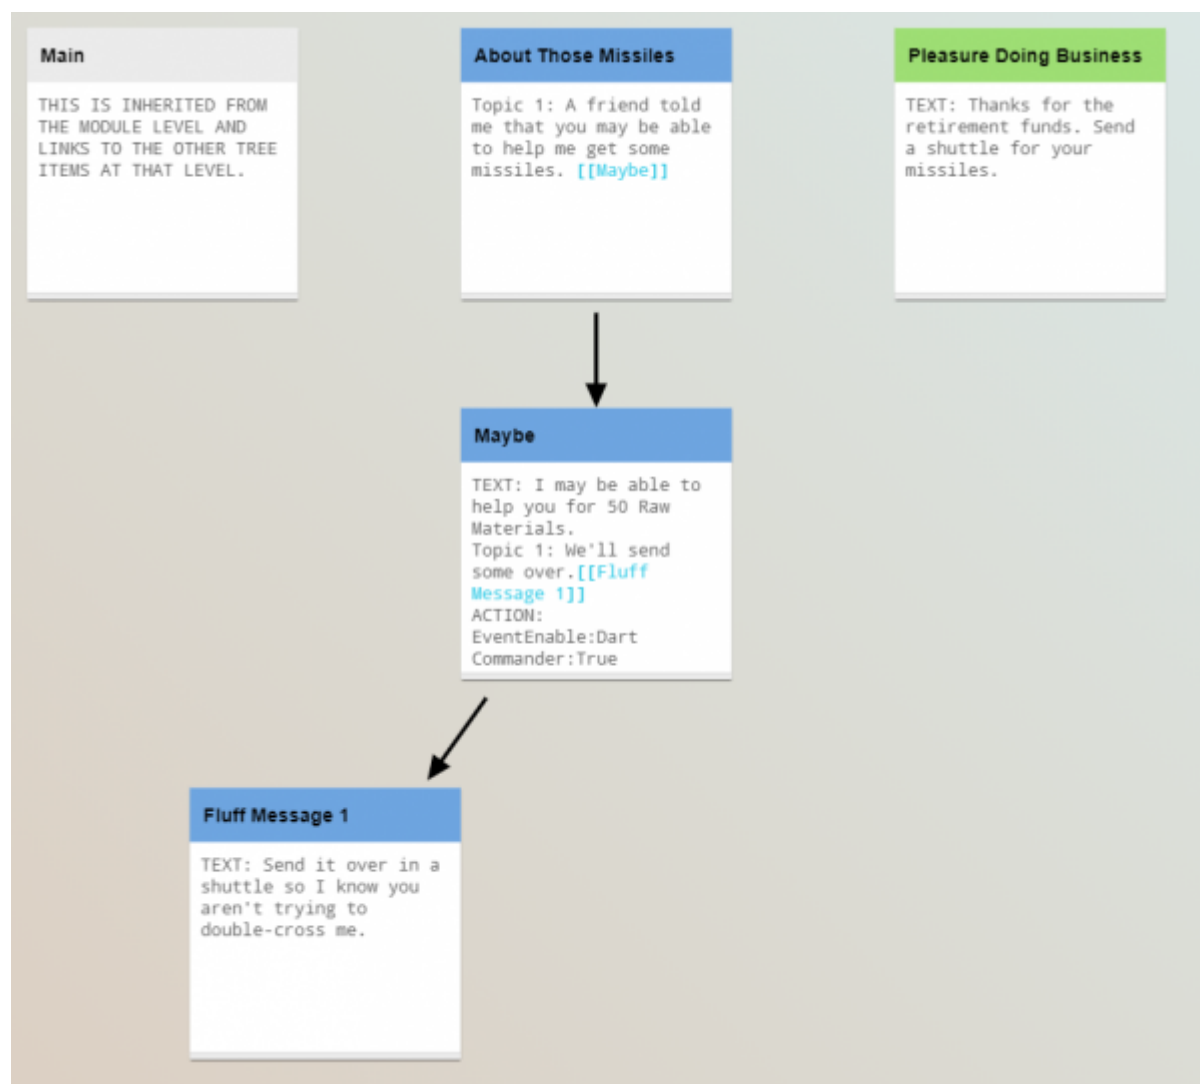 Main
THIS IS INHERITED FROM
THE MODULE LEVEL AND
LINKS TO THE OTHER TREE
ITEMS AT THAT LEVEL.
About Those Missiles
Topic 1: A friend told
me that you may be able
to help me get some
missiles. [[Maybe]]
Pleasure Doing Business
TEXT: Thanks for the
retirement funds. Send
a shuttle for your
missiles.
Maybe
TEXT: I may be able to
help you for 50 Raw
Materials.
Topic 1: We'll send
some over.[[Fluff
Message 1]]
ACTION:
EventEnable:Dart
Commander:True
Fluff Message 1
TEXT: Send it over in a
shuttle so I know you
aren't trying to
double-cross me.